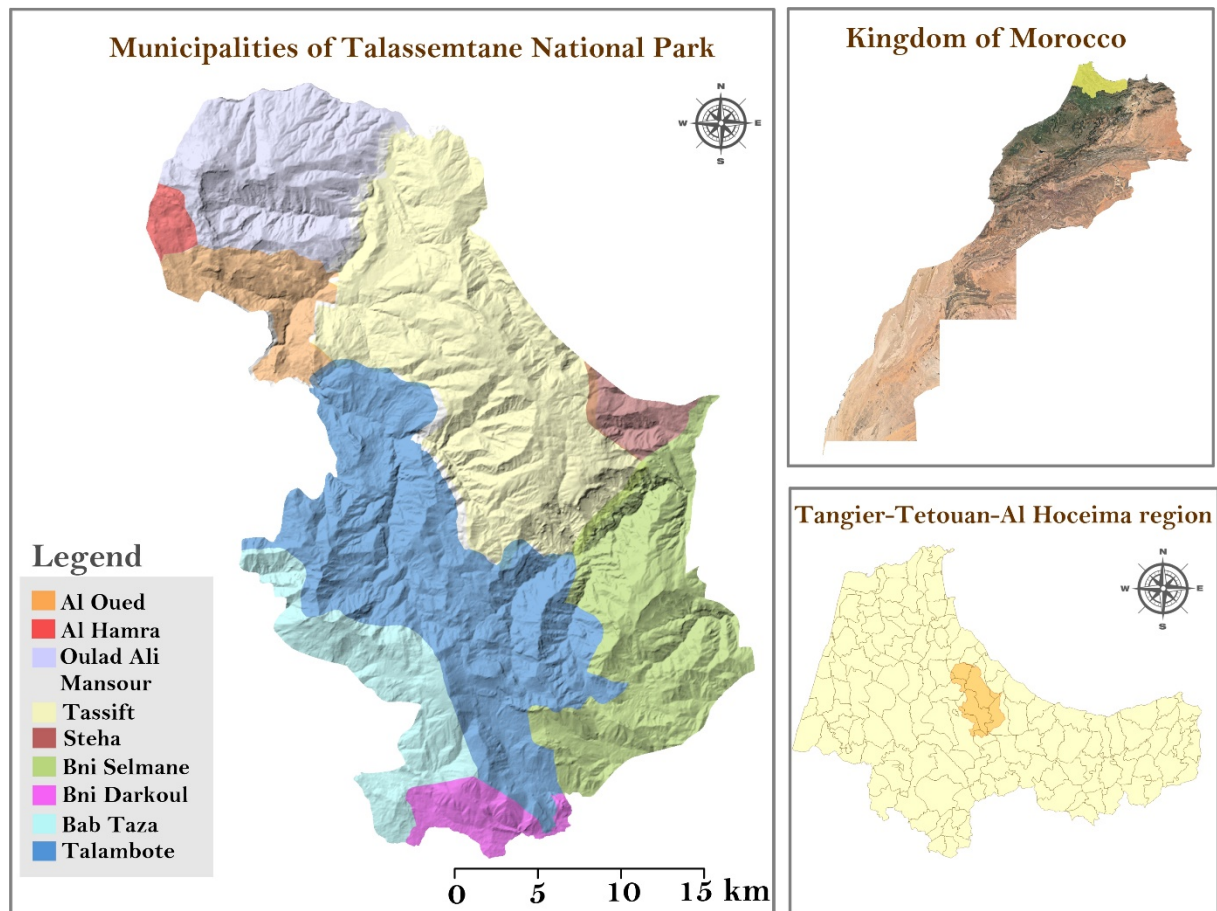 Municipalities of Talassemtane National Park
N
W E
S
Legend
Al Oued
Al Hamra
Oulad Ali
Mansour
Tassift
Steha
Bni Selmane
Bni Darkoul
Bab Taza
Talambote
0 5 10 15 km
Kingdom of Morocco
Tangier-Tetouan-Al Hoceima region
N
W E
S